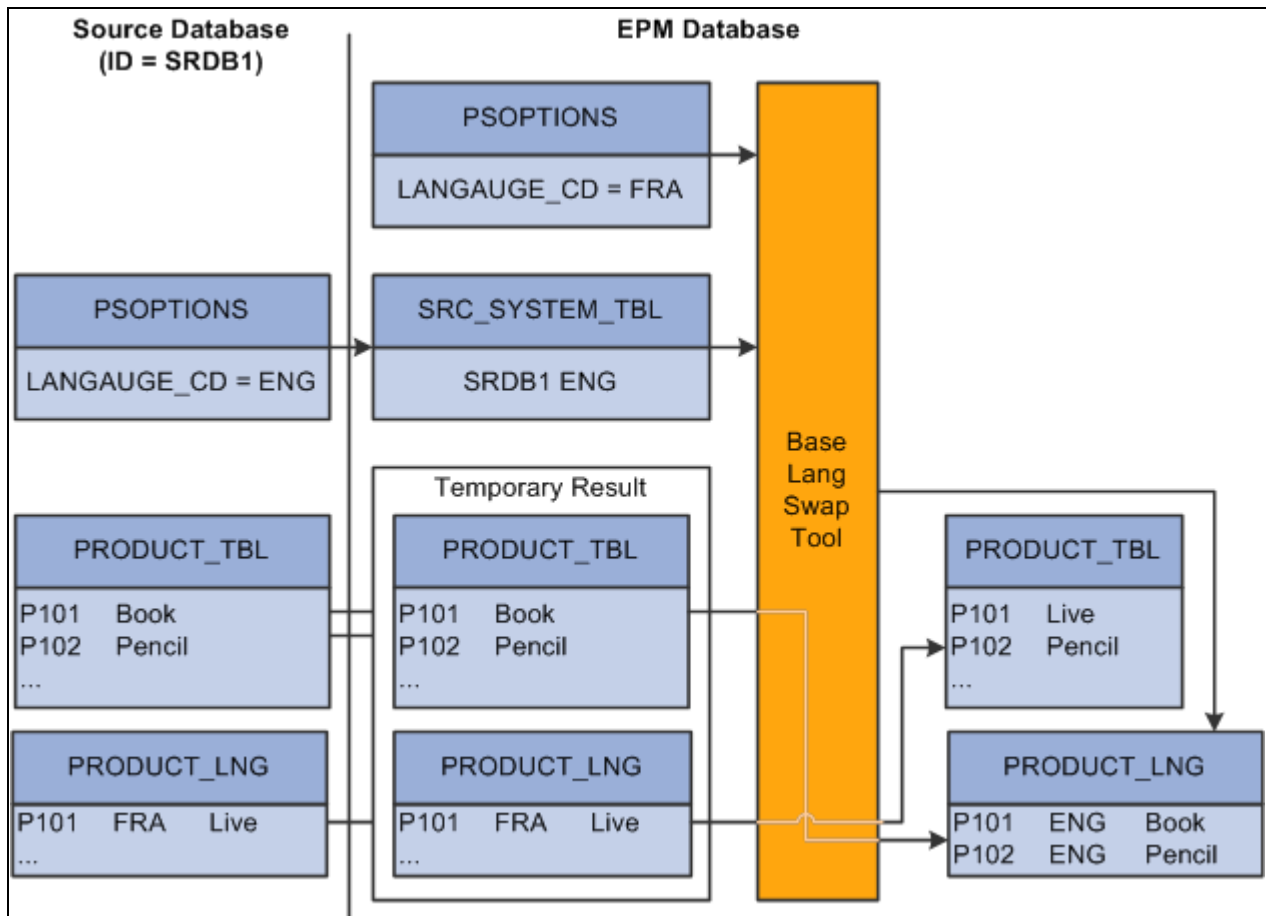 Source Database
(ID = SRDB1)
EPM Database
PSOPTIONS
LANGAUGE_CD = FRA
PSOPTIONS
LANGAUGE_CD = ENG
SRC_SYSTEM_TBL
SRDB1 ENG
Base
Lang
Swap
Tool
Temporary Result
PRODUCT_TBL
P101 Book
P102 Pencil
...
PRODUCT_TBL
P101 Book
P102 Pencil
...
PRODUCT_TBL
P101 Live
P102 Pencil
...
PRODUCT_LNG
P101 FRA Live
...
PRODUCT_LNG
P101 FRA Live
...
PRODUCT_LNG
P101 ENG Book
P102 ENG Pencil